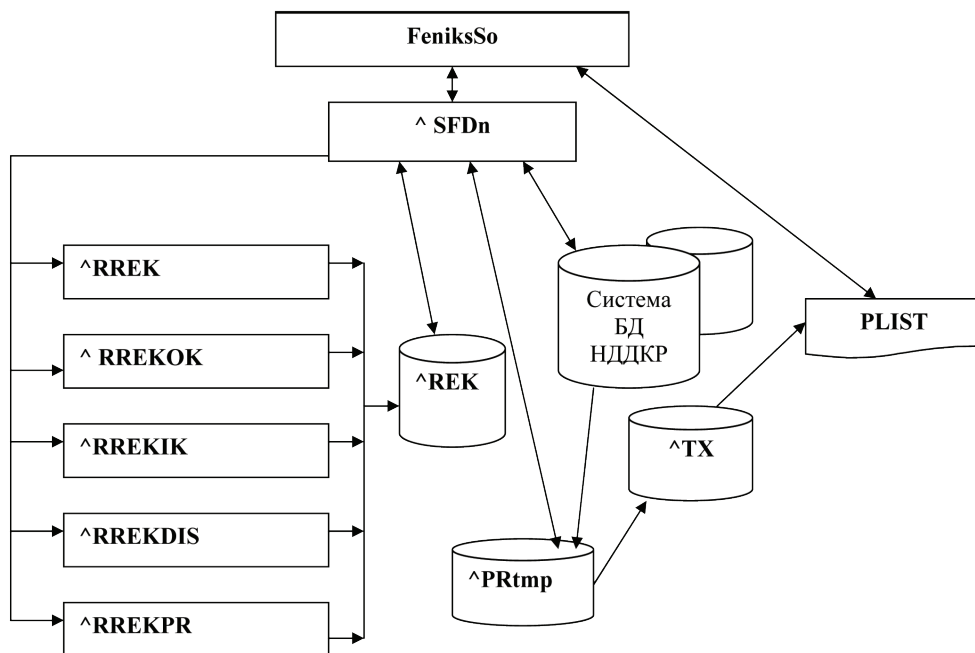 FeniksSo
^ SFDn
^RREK
^ RREKOK
^RREKIK
^RREKDIS
^RREKPR
^REK
Система
БД
НДДКР
PLIST
^TX
^PRtmp